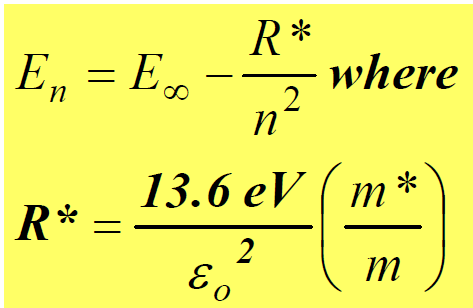 E_n = E_∞ − R* / n² where
R* = 13.6 eV / ε_o² (m* / m)